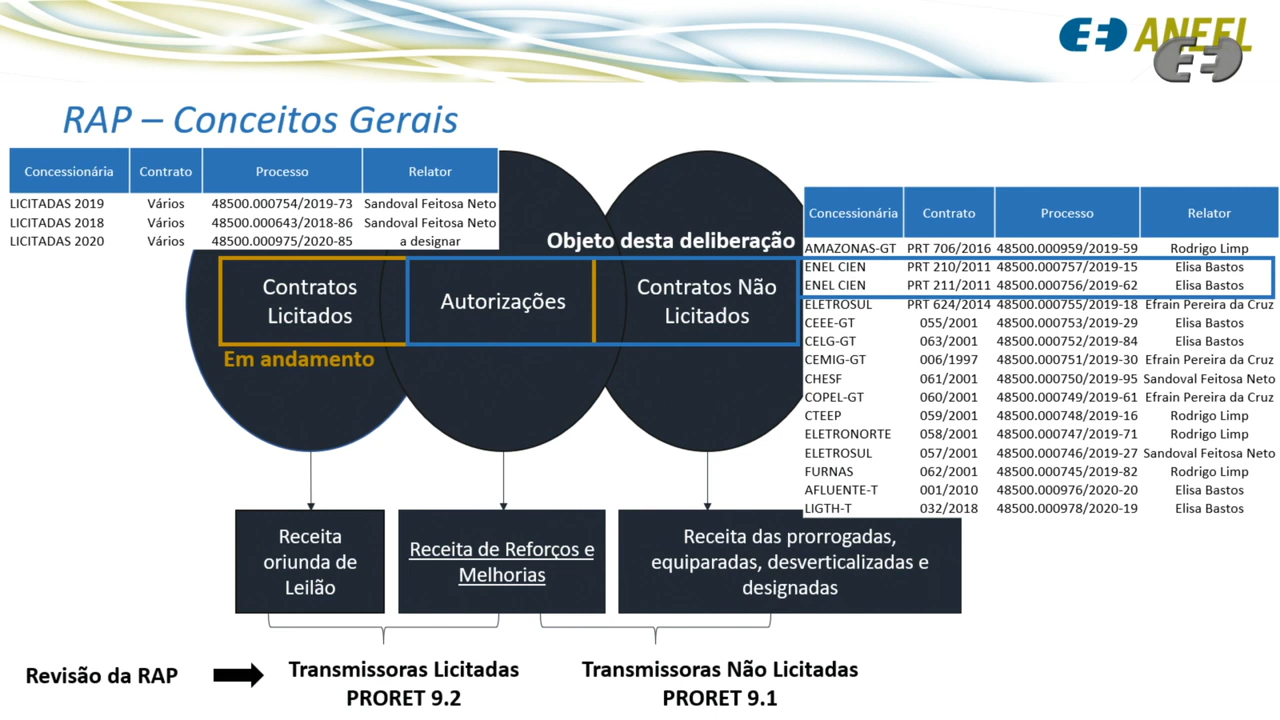 ANEEL
RAP – Conceitos Gerais
Concessionária Contrato Processo Relator
LICITADAS 2019 Vários 48500.000754/2019-73 Sandoval Feitosa Neto
LICITADAS 2018 Vários 48500.000643/2018-86 Sandoval Feitosa Neto
LICITADAS 2020 Vários 48500.000975/2020-85 a designar
Concessionária Contrato Processo Relator
AMAZONAS-GT PRT 706/2016 48500.000959/2019-59 Rodrigo Limp
ENEL CIEN PRT 210/2011 48500.000757/2019-15 Elisa Bastos
ENEL CIEN PRT 211/2011 48500.000756/2019-62 Elisa Bastos
ELETROSUL PRT 624/2014 48500.000755/2019-18 Efrain Pereira da Cruz
CEEE-GT 055/2001 48500.000753/2019-29 Elisa Bastos
CELG-GT 063/2001 48500.000752/2019-84 Elisa Bastos
CEMIG-GT 006/1997 48500.000751/2019-30 Efrain Pereira da Cruz
CHESF 061/2001 48500.000750/2019-95 Sandoval Feitosa Neto
COPEL-GT 060/2001 48500.000749/2019-61 Efrain Pereira da Cruz
CTEEP 059/2001 48500.000748/2019-16 Rodrigo Limp
ELETRONORTE 058/2001 48500.000747/2019-71 Rodrigo Limp
ELETROSUL 057/2001 48500.000746/2019-27 Sandoval Feitosa Neto
FURNAS 062/2001 48500.000745/2019-82 Rodrigo Limp
AFLUENTE-T 001/2010 48500.000976/2020-20 Elisa Bastos
LIGTH-T 032/2018 48500.000978/2020-19 Elisa Bastos
Objeto desta deliberação
Contratos
Licitados
Autorizações
Contratos Não
Licitados
Em andamento
Receita
oriunda de
Leilão
Receita de Reforços e
Melhorias
Receita das prorrogadas,
equiparadas, desverticalizadas e
designadas
Revisão da RAP
Transmissoras Licitadas
PRORET 9.2
Transmissoras Não Licitadas
PRORET 9.1